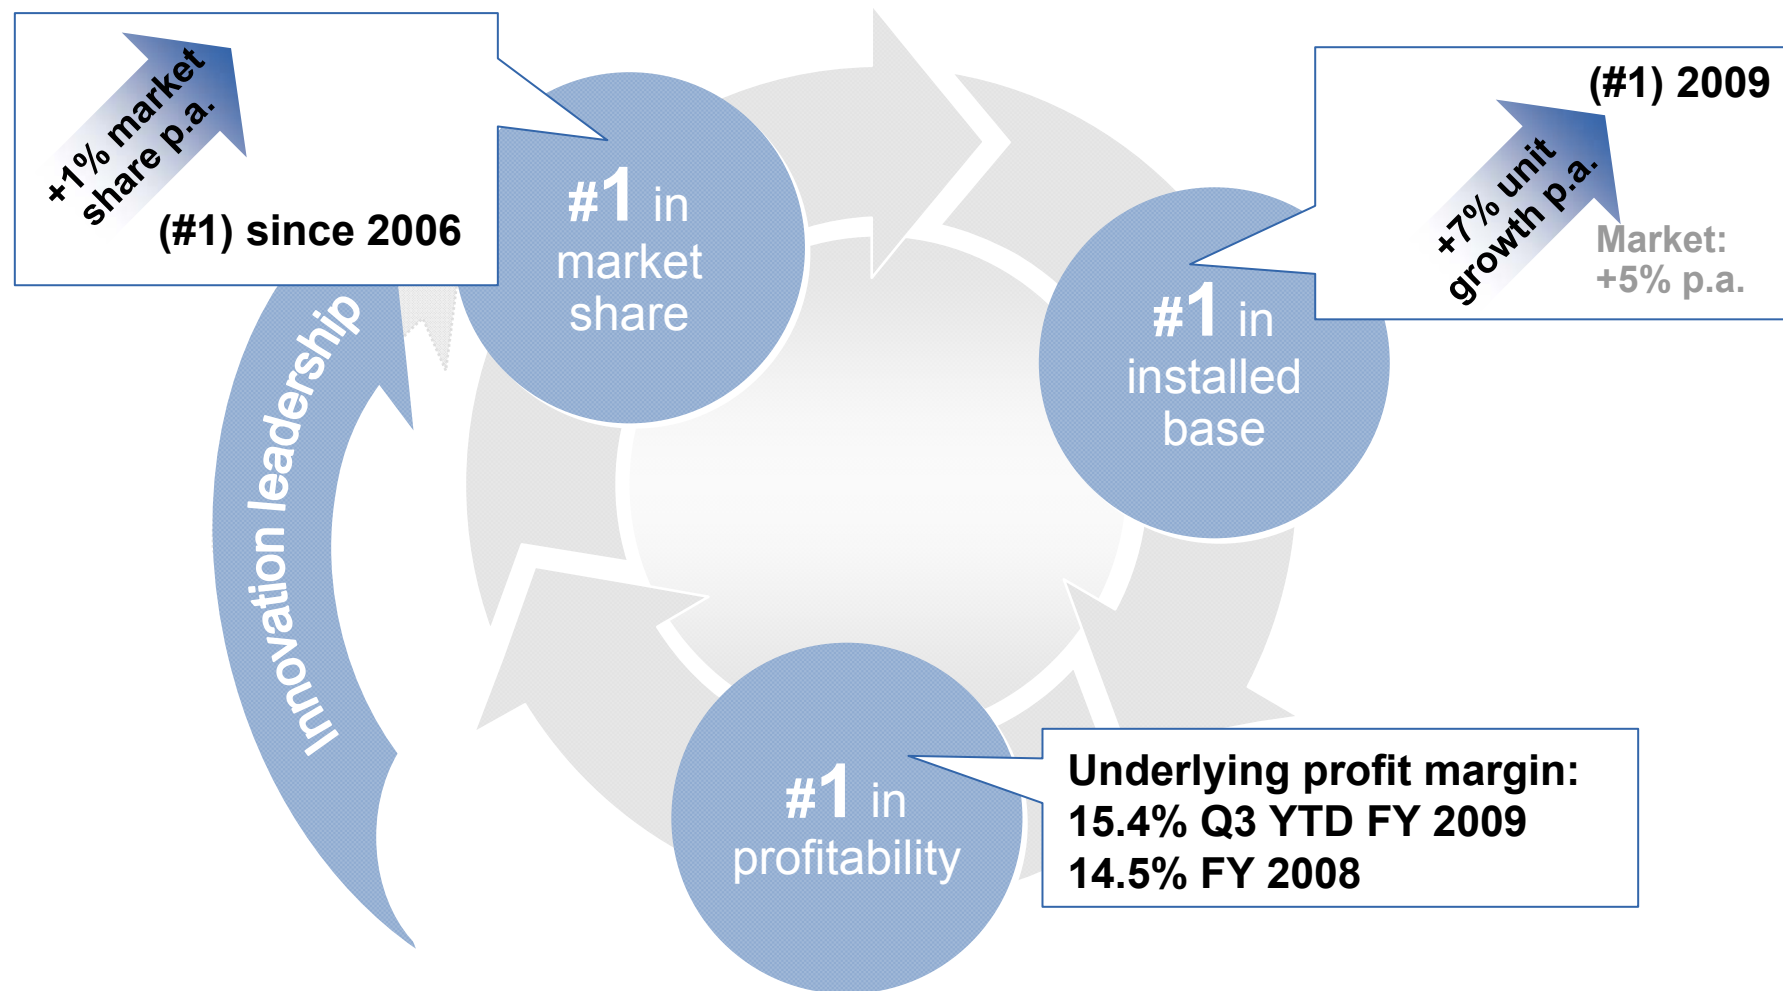 +1% market
share p.a.
(#1) since 2006
#1 in
market
share
(#1) 2009
+7% unit
growth p.a.
Market:
+5% p.a.
#1 in
installed
base
Innovation leadership
#1 in
profitability
Underlying profit margin:
15.4% Q3 YTD FY 2009
14.5% FY 2008